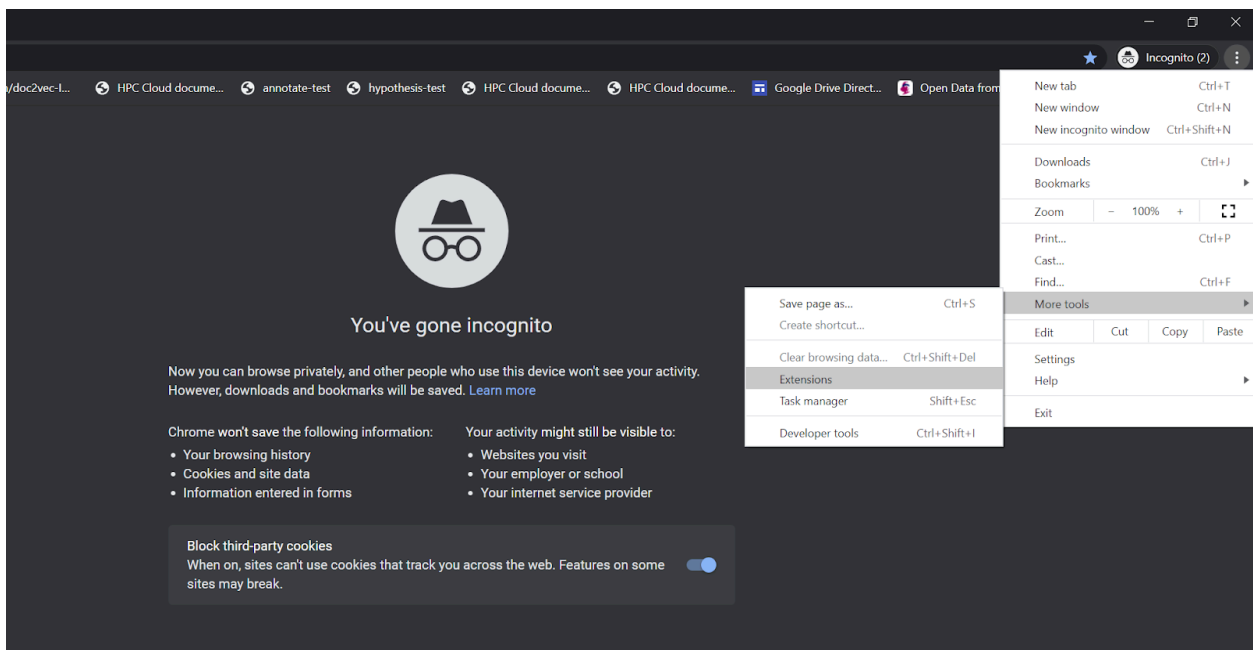 Incognito (2)
/doc2vec-l... HPC Cloud docume... annotate-test hypothesis-test HPC Cloud docume... HPC Cloud docume... Google Drive Direct... Open Data from
New tab Ctrl+T
New window Ctrl+N
New incognito window Ctrl+Shift+N
Downloads Ctrl+J
Bookmarks
Zoom - 100% +
Print... Ctrl+P
Cast...
Find... Ctrl+F
More tools
Edit Cut Copy Paste
Settings
Help
Exit
Save page as... Ctrl+S
Create shortcut...
Clear browsing data... Ctrl+Shift+Del
Extensions
Task manager Shift+Esc
Developer tools Ctrl+Shift+I
You've gone incognito
Now you can browse privately, and other people who use this device won't see your activity.
However, downloads and bookmarks will be saved. Learn more
Chrome won't save the following information:
• Your browsing history
• Cookies and site data
• Information entered in forms
Your activity might still be visible to:
• Websites you visit
• Your employer or school
• Your internet service provider
Block third-party cookies
When on, sites can't use cookies that track you across the web. Features on some
sites may break.